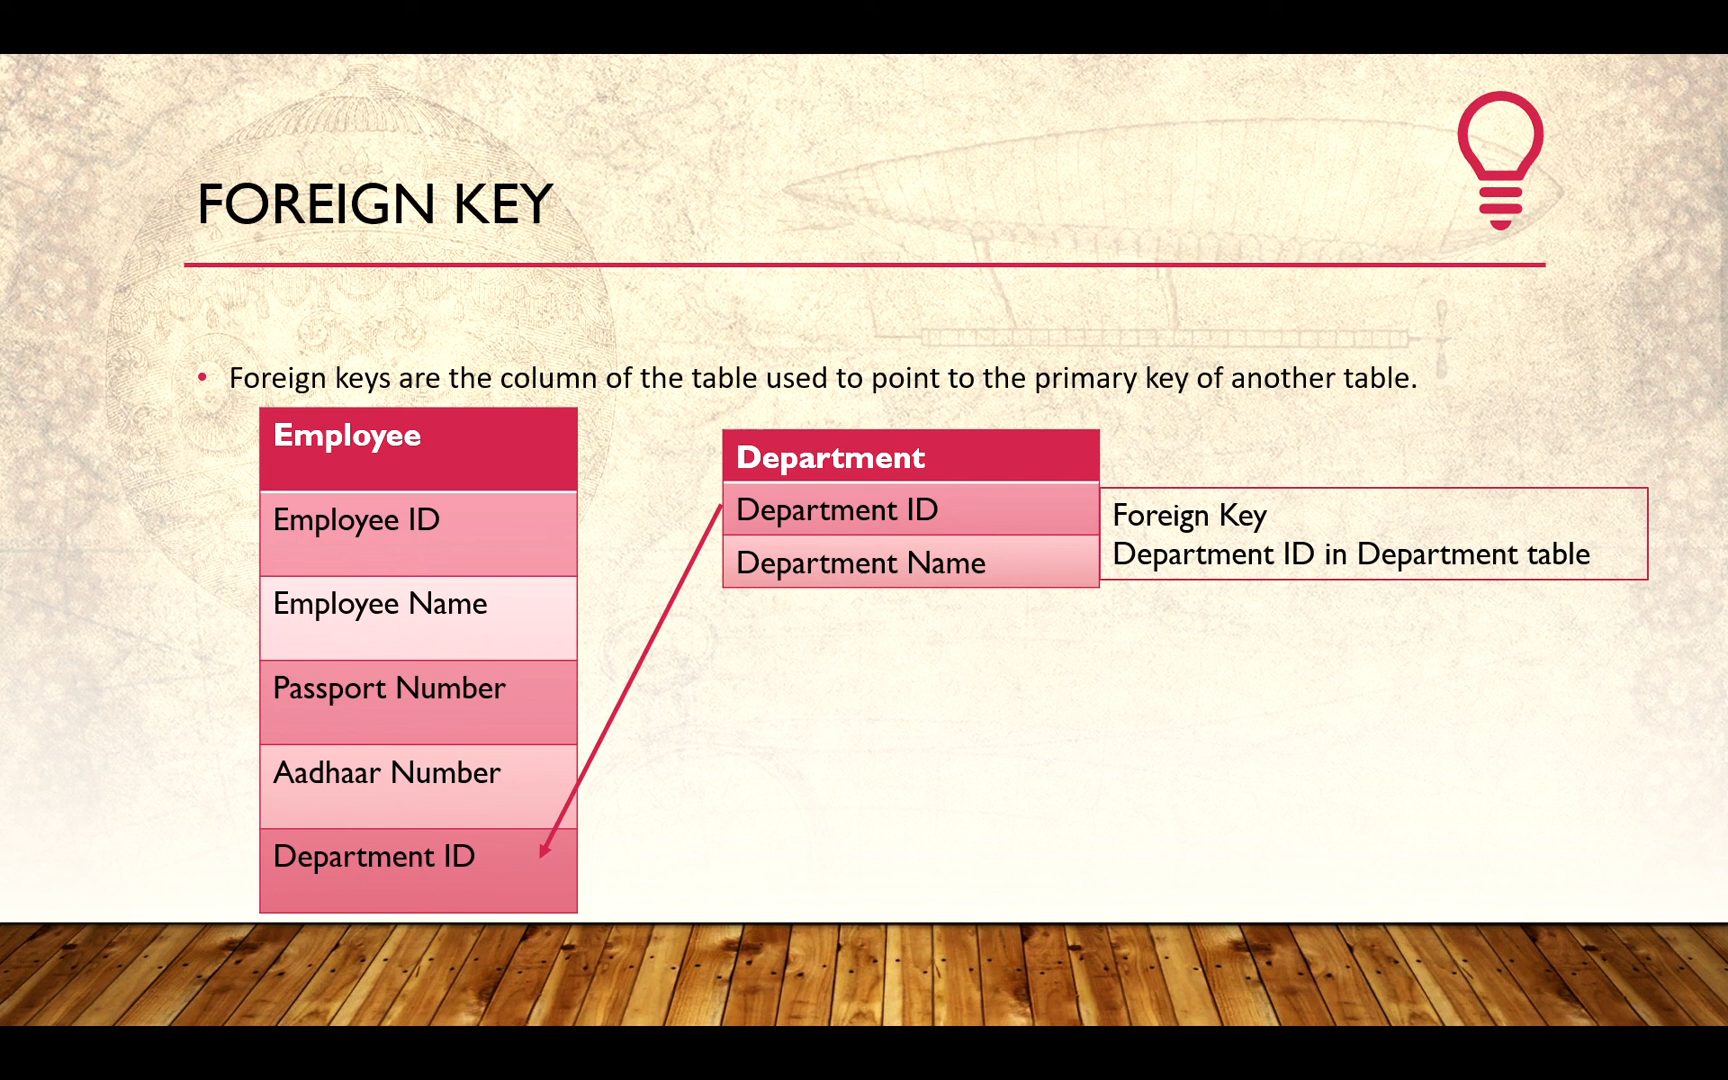 FOREIGN KEY
• Foreign keys are the column of the table used to point to the primary key of another table.
Employee
Employee ID
Employee Name
Passport Number
Aadhaar Number
Department ID
Department
Department ID
Department Name
Foreign Key
Department ID in Department table